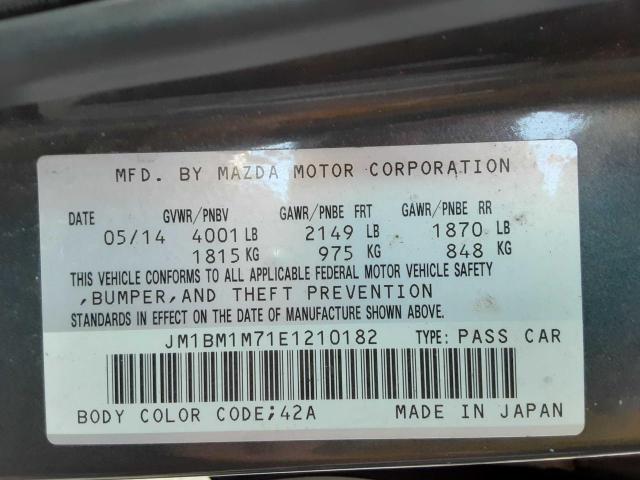 MFD. BY MAZDA MOTOR CORPORATION
DATE GVWR/PNBV GAWR/PNBE FRT GAWR/PNBE RR
05/14 4001 LB 2149 LB 1870 LB
1815 KG 975 KG 848 KG
THIS VEHICLE CONFORMS TO ALL APPLICABLE FEDERAL MOTOR VEHICLE SAFETY
,BUMPER,AND THEFT PREVENTION
STANDARDS IN EFFECT ON THE DATE OF MANUFACTURE SHOWN ABOVE.
JM1BM1M71E1210182 TYPE: PASS CAR
BODY COLOR CODE;42A MADE IN JAPAN